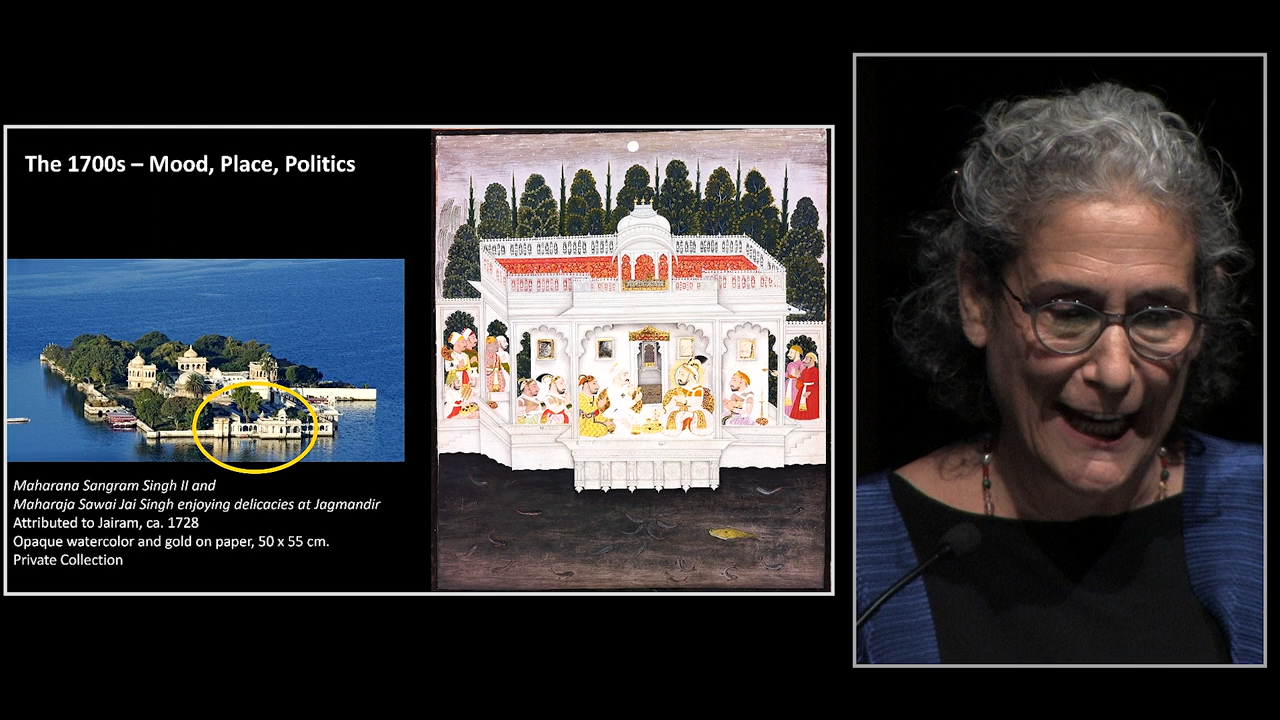 The 1700s – Mood, Place, Politics
Maharana Sangram Singh II and
Maharaja Sawai Jai Singh enjoying delicacies at Jagmandir
Attributed to Jairam, ca. 1728
Opaque watercolor and gold on paper, 50 x 55 cm.
Private Collection